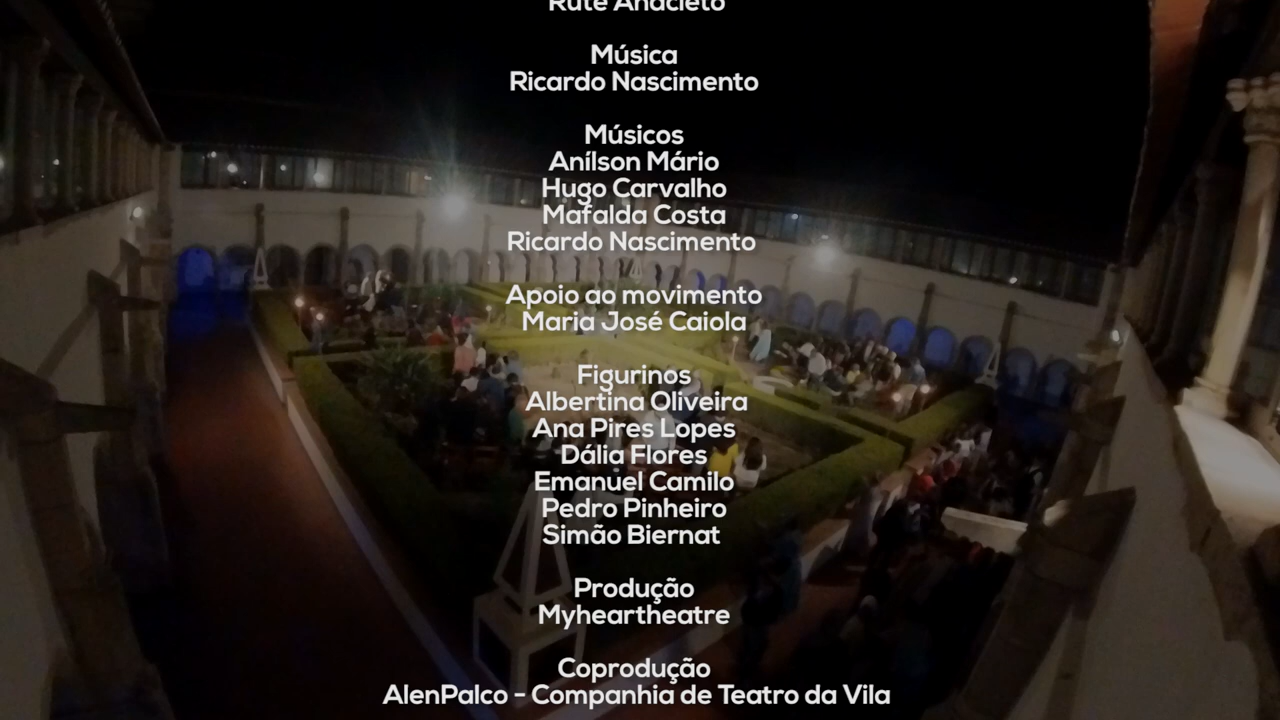 Rute Anacleto
Música
Ricardo Nascimento
Músicos
Anílson Mário
Hugo Carvalho
Mafalda Costa
Ricardo Nascimento
Apoio ao movimento
Maria José Caiola
Figurinos
Albertina Oliveira
Ana Pires Lopes
Dália Flores
Emanuel Camilo
Pedro Pinheiro
Simão Biernat
Produção
Myheartheatre
Coprodução
AlenPalco - Companhia de Teatro da Vila